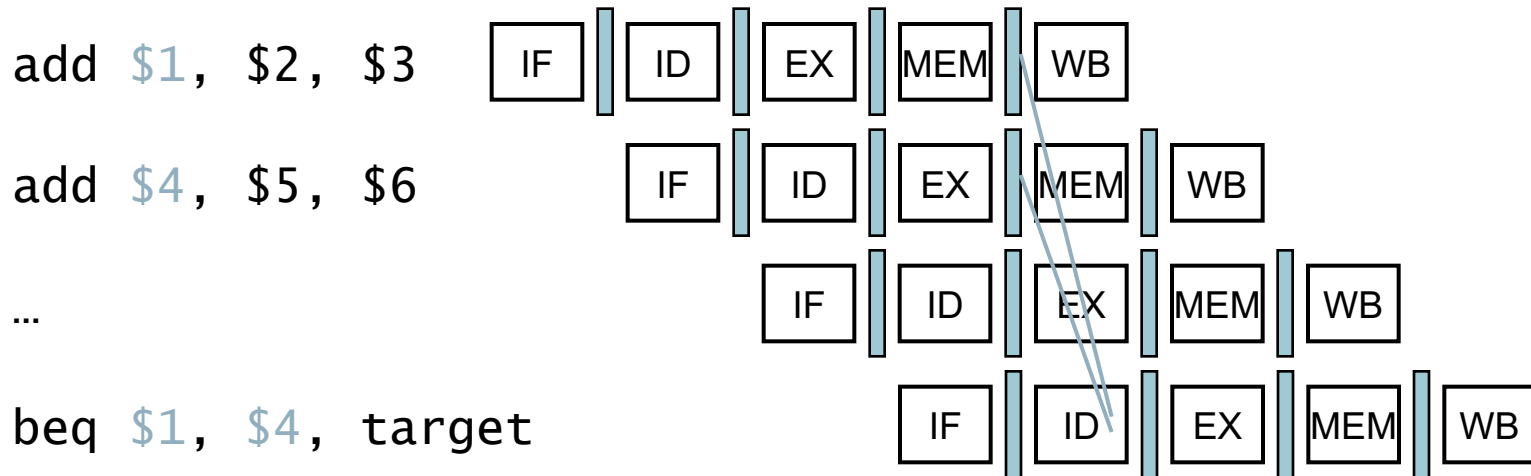 add $1, $2, $3 IF ID EX MEM WB
add $4, $5, $6 IF ID EX MEM WB
… IF ID EX MEM WB
beq $1, $4, target IF ID EX MEM WB